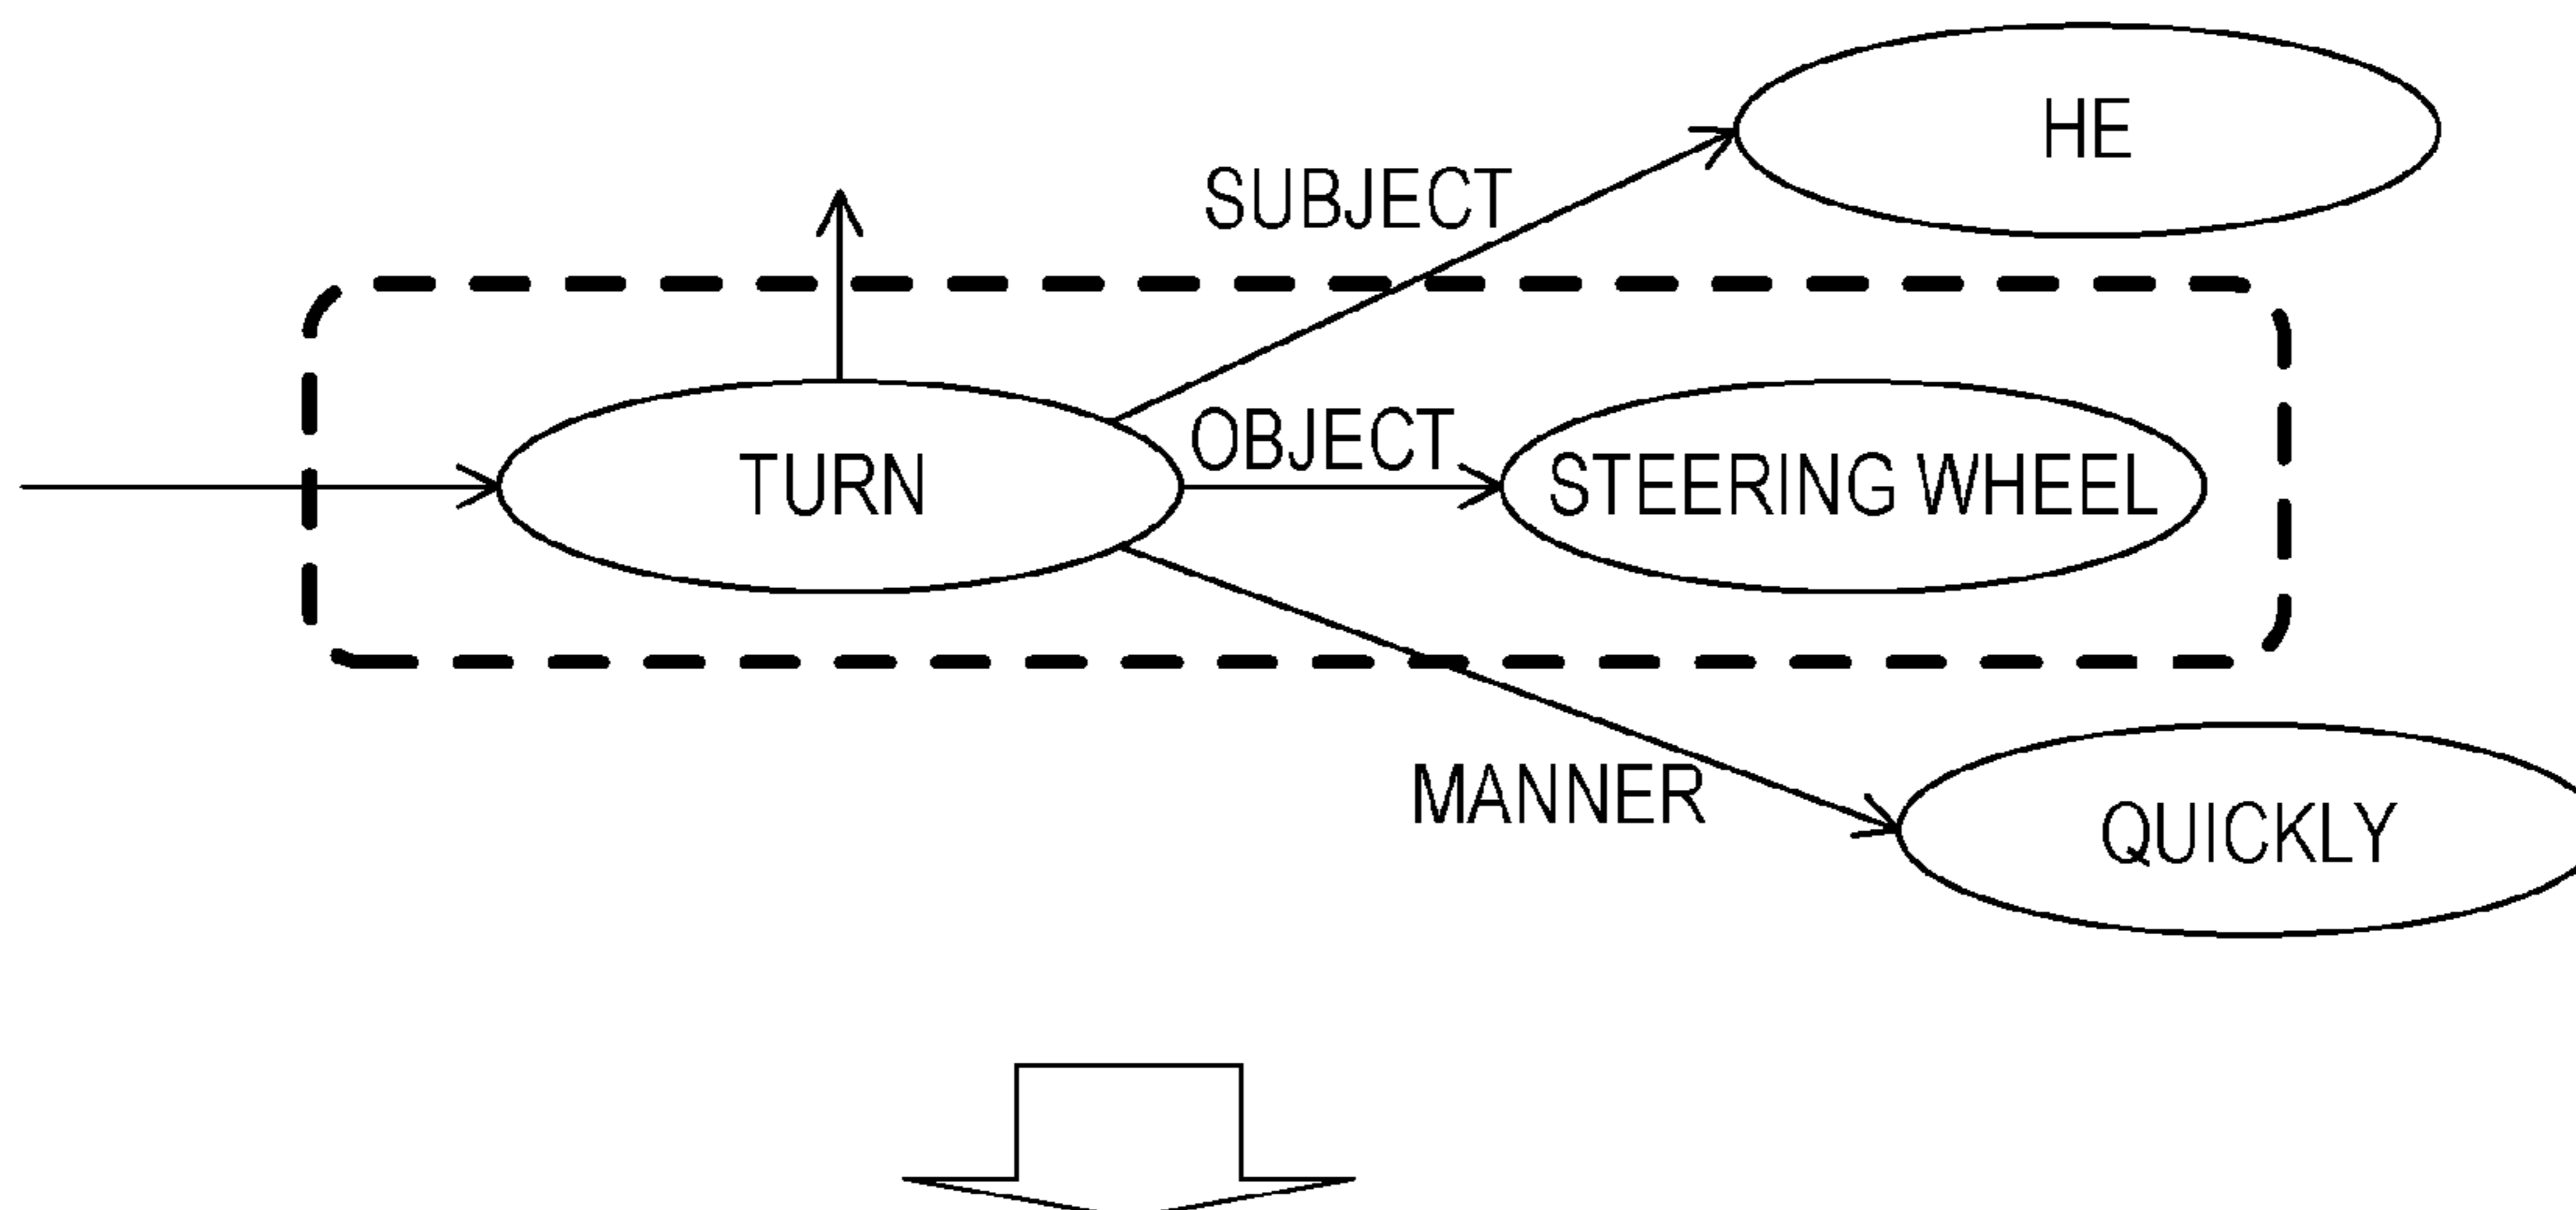 HE
SUBJECT
OBJECT
TURN
STEERING WHEEL
MANNER
QUICKLY